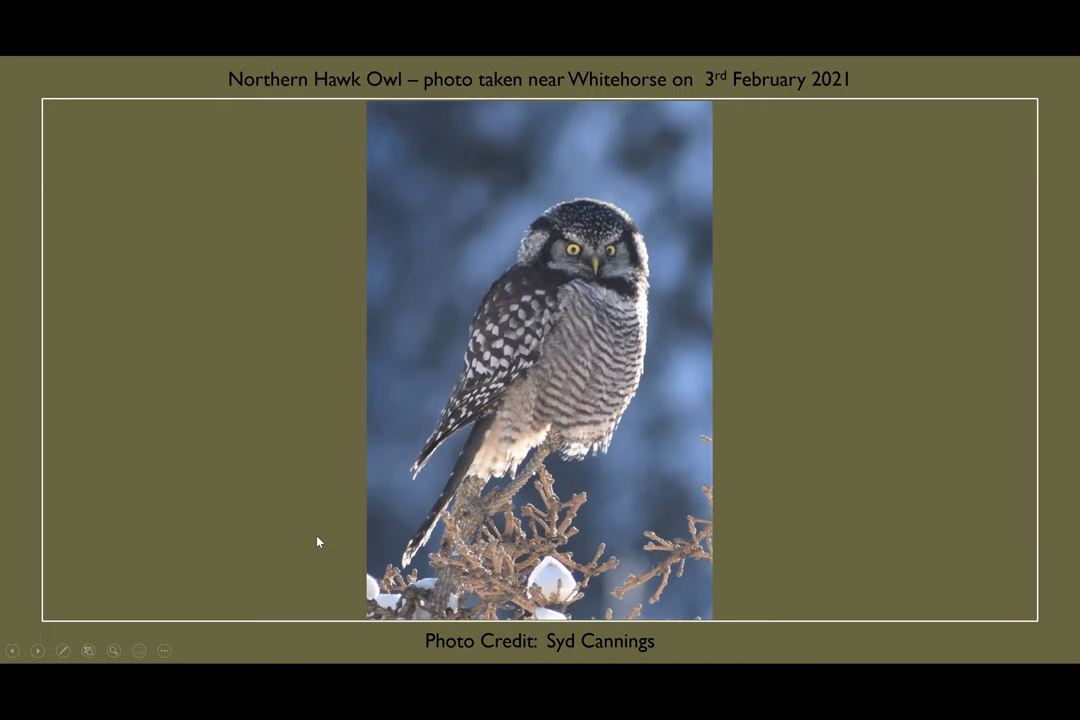 Northern Hawk Owl – photo taken near Whitehorse on 3rd February 2021
Photo Credit: Syd Cannings